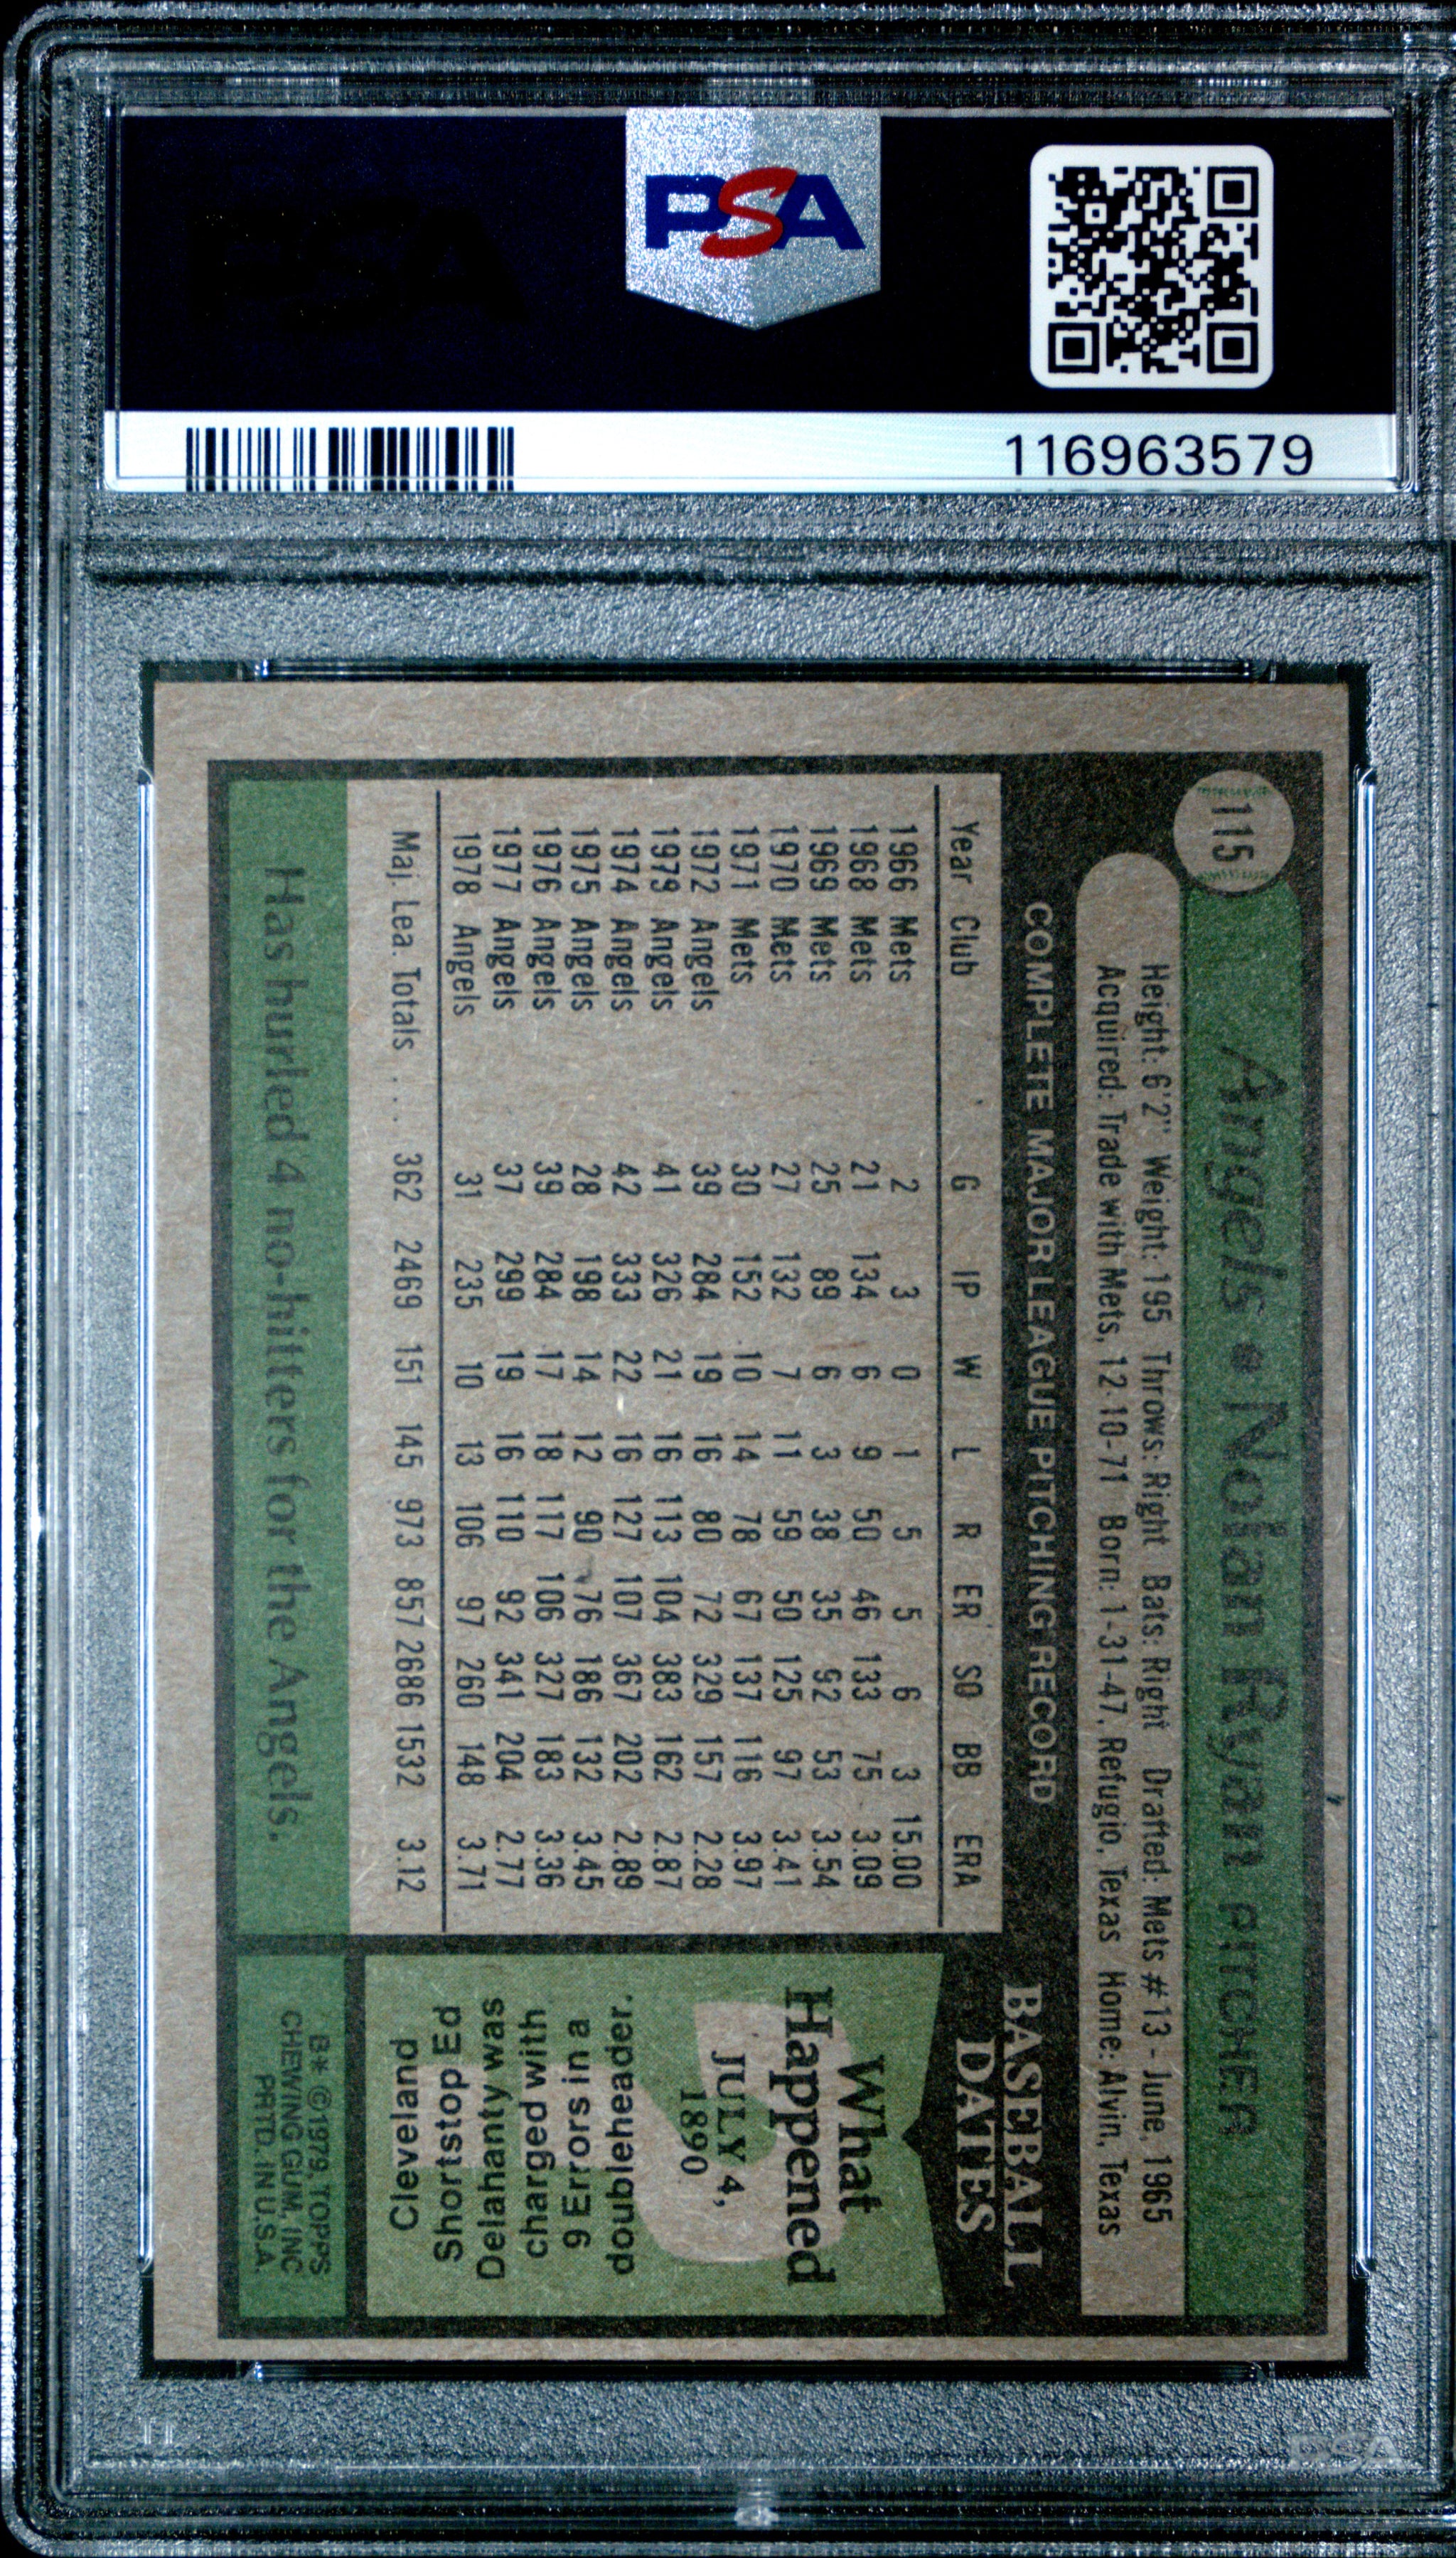 PSA
116963579
115
Angels • Nolan Ryan PITCHER
Height: 6'2" Weight: 195 Throws: Right Bats: Right Drafted: Mets #13 - June, 1965
Acquired: Trade with Mets, 12-10-71 Born: 1-31-47, Refugio, Texas Home: Alvin, Texas
COMPLETE MAJOR LEAGUE PITCHING RECORD
Year Club G IP W L R ER SO BB ERA
1966 Mets 2 3 0 1 5 5 6 3 15.00
1968 Mets 21 134 6 9 50 46 133 75 3.09
1969 Mets 25 89 6 3 38 35 92 53 3.54
1970 Mets 27 132 7 11 59 50 125 97 3.41
1971 Mets 30 152 10 14 78 67 137 116 3.97
1972 Angels 39 284 19 16 80 72 329 157 2.28
1979 Angels 41 326 21 16 113 104 383 162 2.87
1974 Angels 42 333 22 16 127 107 367 202 2.89
1975 Angels 28 198 14 12 90 76 186 132 3.45
1976 Angels 39 284 17 18 117 106 327 183 3.36
1977 Angels 37 299 19 16 110 92 341 204 2.77
1978 Angels 31 235 10 13 106 97 260 148 3.71
Maj. Lea. Totals . . . 362 2469 151 145 973 857 2686 1532 3.12
Has hurled 4 no-hitters for the Angels.
BASEBALL
DATES
What
Happened
JULY 4,
1890
Cleveland
Shortstop Ed
Delahanty was
charged with
9 Errors in a
doubleheader.
B* ©1979, TOPPS
CHEWING GUM, INC
PRTD. IN U.S.A.
PSA